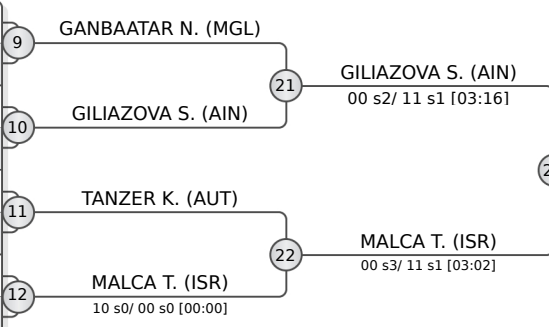 GANBAATAR N. (MGL)
9
21
GILIAZOVA S. (AIN)
00 s2/ 11 s1 [03:16]
GILIAZOVA S. (AIN)
10
TANZER K. (AUT)
11
22
MALCA T. (ISR)
00 s3/ 11 s1 [03:02]
MALCA T. (ISR)
12
10 s0/ 00 s0 [00:00]